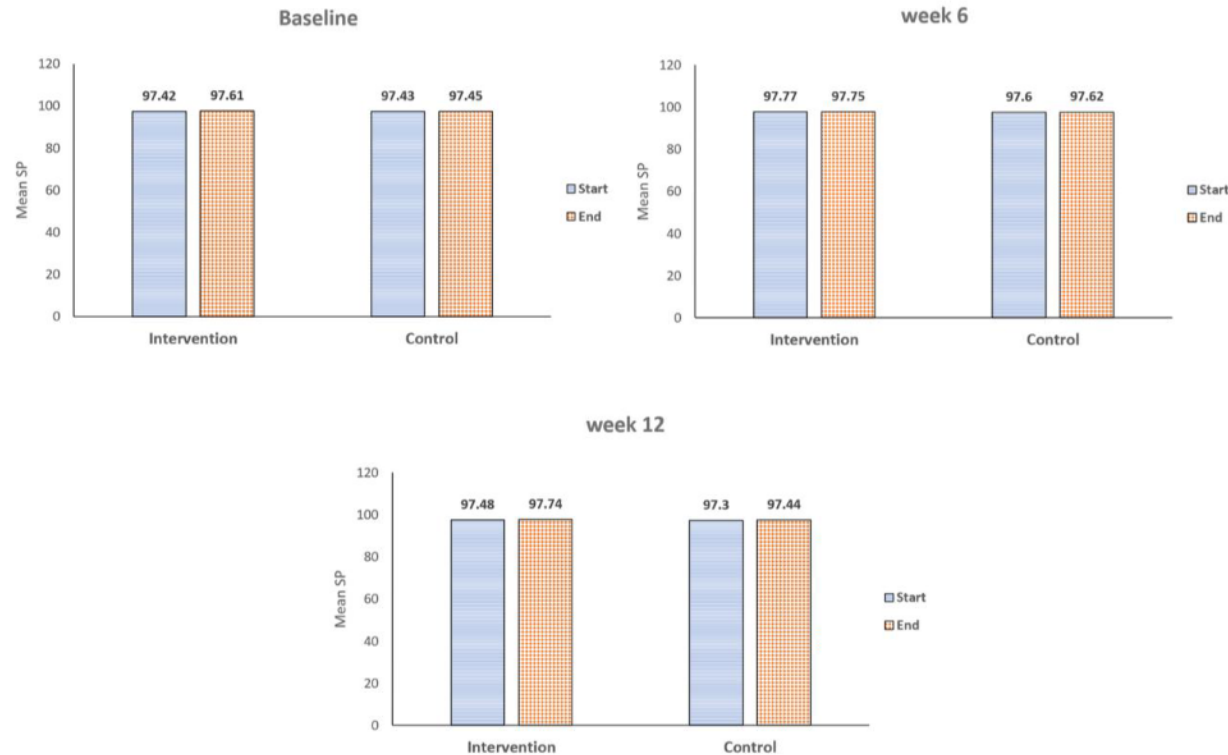 Baseline
120
100
80
60
40
20
0
Mean SP
97.42 97.61 97.43 97.45
Intervention Control
Start
End
week 6
120
100
80
60
40
20
0
Mean SP
97.77 97.75 97.6 97.62
Intervention Control
Start
End
week 12
120
100
80
60
40
20
0
Mean SP
97.48 97.74 97.3 97.44
Intervention Control
Start
End